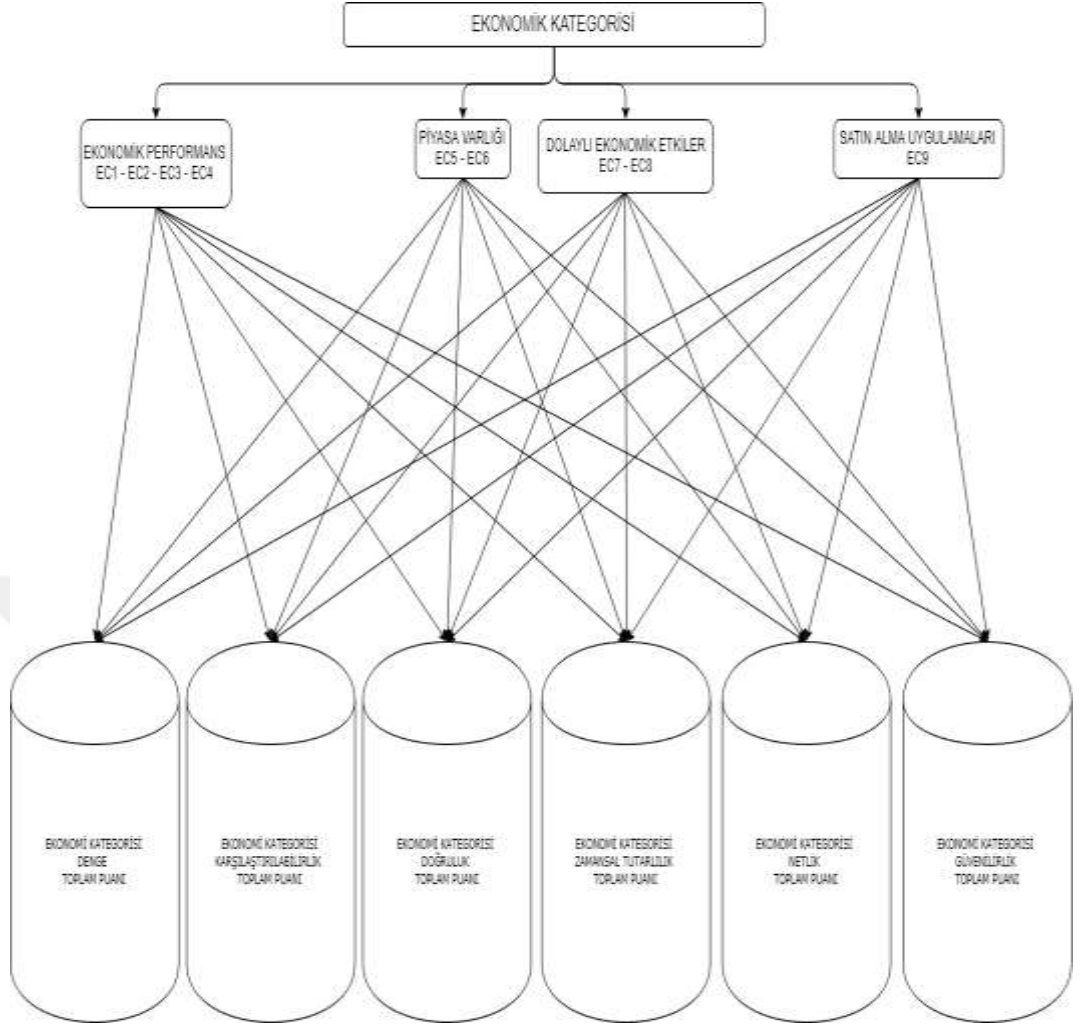 EKONOMİK KATEGORİSİ
EKONOMİK PERFORMANS
EC1 - EC2 - EC3 - EC4
PİYASA VARLIĞI
EC5 - EC6
DOLAYLI EKONOMİK ETKİLER
EC7 - EC8
SATIN ALMA UYGULAMALARI
EC9
EKONOMİ KATEGORİSİ
DENGE
TOPLAM PUANI
EKONOMİ KATEGORİSİ
KARŞILAŞTIRILABİLİRLİK
TOPLAM PUANI
EKONOMİ KATEGORİSİ
DOĞRULUK
TOPLAM PUANI
EKONOMİ KATEGORİSİ
ZAMANSAL TUTARLILIK
TOPLAM PUANI
EKONOMİ KATEGORİSİ
NETLİK
TOPLAM PUANI
EKONOMİ KATEGORİSİ
GÜVENİLİRLİK
TOPLAM PUANI